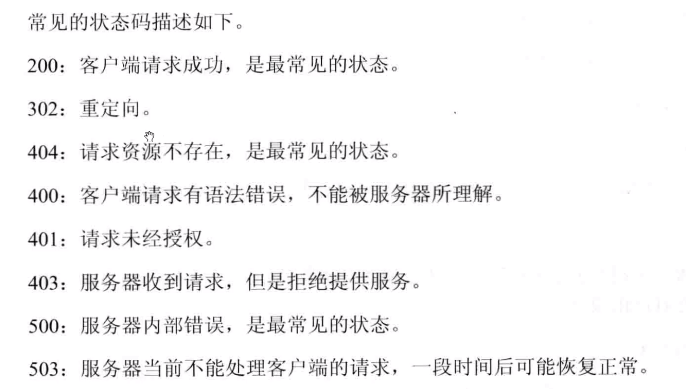 常见的状态码描述如下。
200：客户端请求成功，是最常见的状态。
302：重定向。
404：请求资源不存在，是最常见的状态。
400：客户端请求有语法错误，不能被服务器所理解。
401：请求未经授权。
403：服务器收到请求，但是拒绝提供服务。
500：服务器内部错误，是最常见的状态。
503：服务器当前不能处理客户端的请求，一段时间后可能恢复正常。